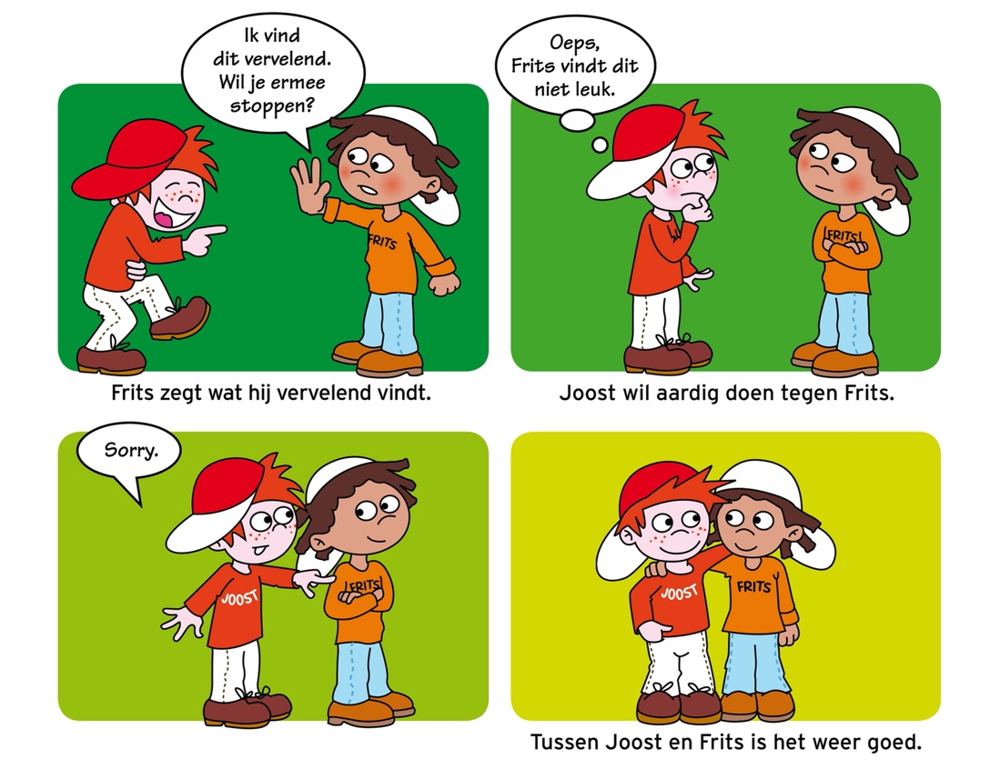 Ik vind
dit vervelend.
Wil je ermee
stoppen?
FRITS
Frits zegt wat hij vervelend vindt.
Oeps,
Frits vindt dit
niet leuk.
FRITS
Joost wil aardig doen tegen Frits.
Sorry.
JOOST
FRITS
JOOST
FRITS
Tussen Joost en Frits is het weer goed.